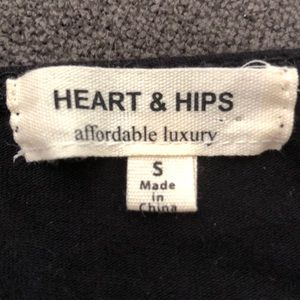 HEART & HIPS
affordable luxury
S
Made
in
China